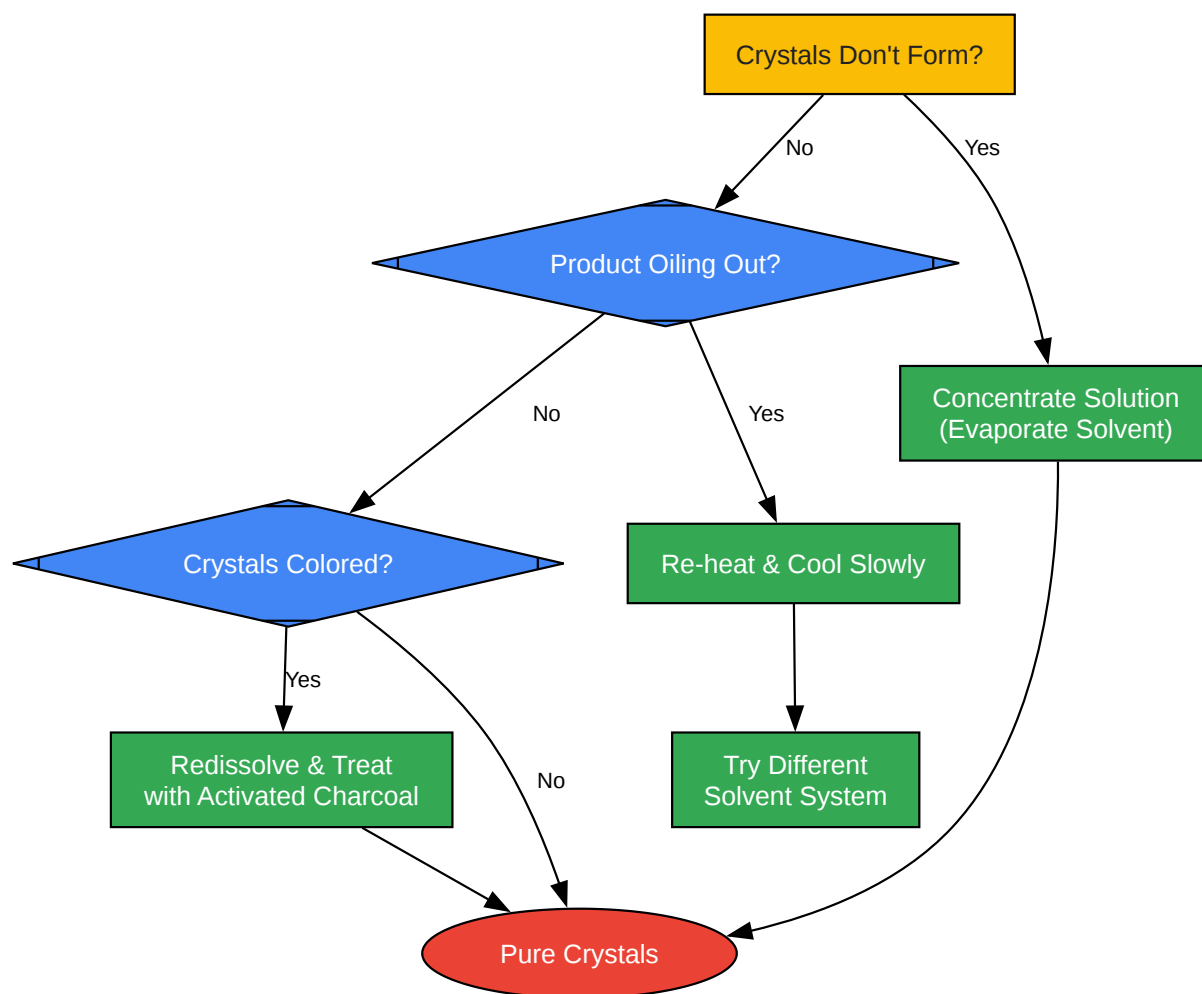 Crystals Don't Form?
No
Yes
Product Oiling Out?
Concentrate Solution
(Evaporate Solvent)
No
Yes
Crystals Colored?
Re-heat & Cool Slowly
Yes
Redissolve & Treat
with Activated Charcoal
No
Try Different
Solvent System
Pure Crystals